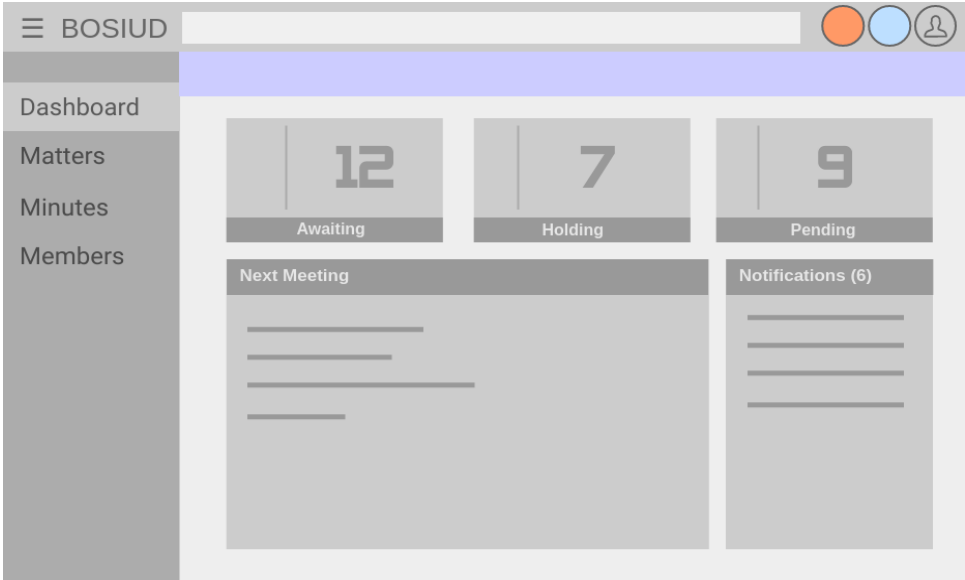 ☰ BOSIUD
Dashboard
Matters
Minutes
Members
12
Awaiting
7
Holding
9
Pending
Next Meeting
Notifications (6)